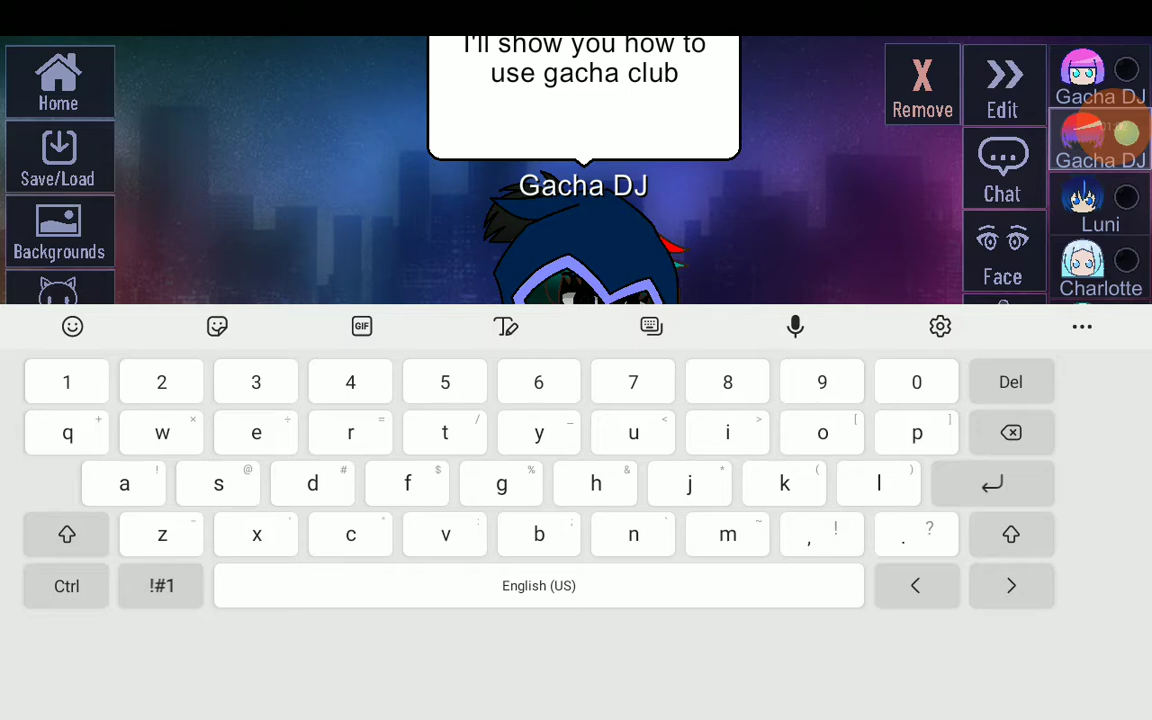 I'll show you how to
use gacha club
Gacha DJ
Home
Save/Load
Backgrounds
X
Remove
Edit
Chat
Face
Gacha DJ
Gacha DJ
Luni
Charlotte
GIF
1 2 3 4 5 6 7 8 9 0 Del
q + w × e ÷ r = t / y _ u < i > o [ p ]
a ! s @ d # f $ g % h & j * k ( l )
z - x ' c " v : b ; n ' m ~ , ! . ?
Ctrl !#1 English (US) < >